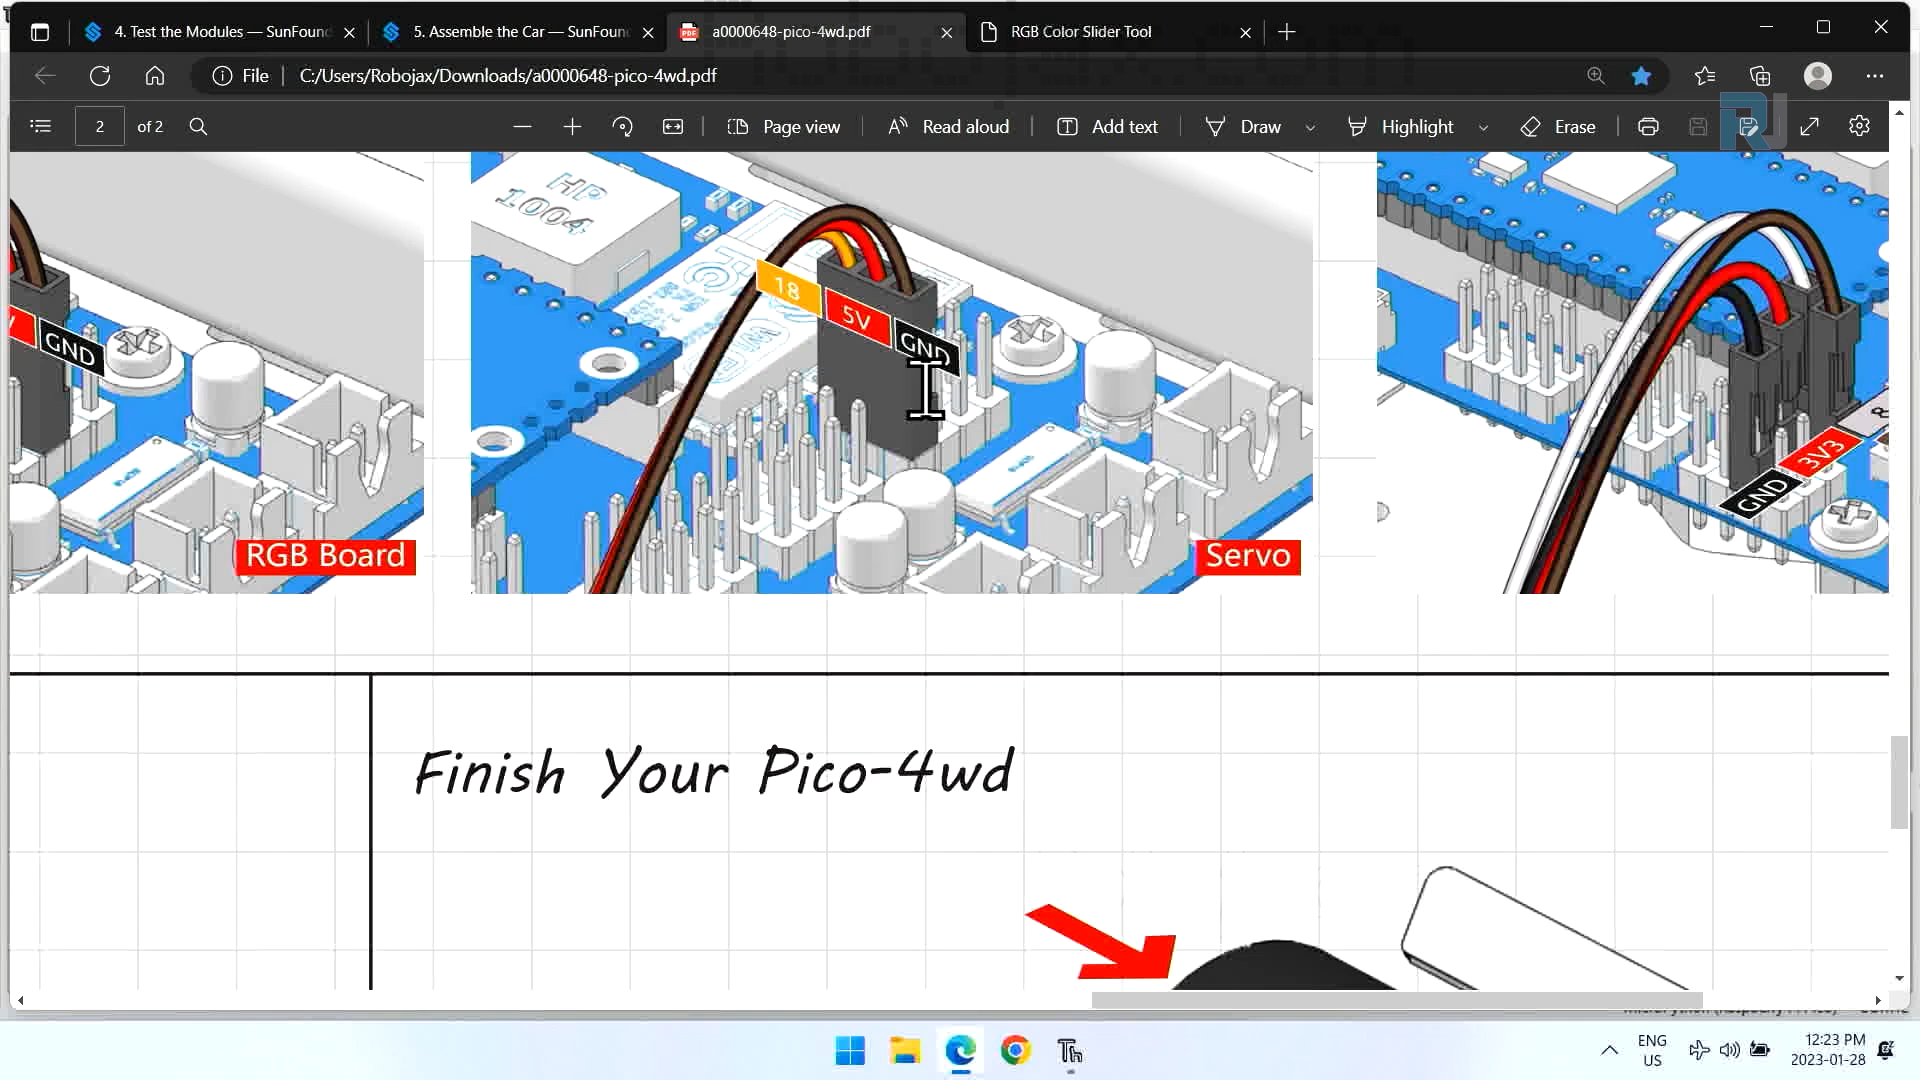 4. Test the Modules — SunFound
5. Assemble the Car — SunFoun
PDF
a0000648-pico-4wd.pdf
RGB Color Slider Tool
File
C:/Users/Robojax/Downloads/a0000648-pico-4wd.pdf
2 of 2
Page view
Read aloud
Add text
Draw
Highlight
Erase
HP
1004
GND
18
5V
GND
GND
3V3
RGB Board
Servo
Finish Your Pico-4wd
ENG
US
12:23 PM
2023-01-28
Th